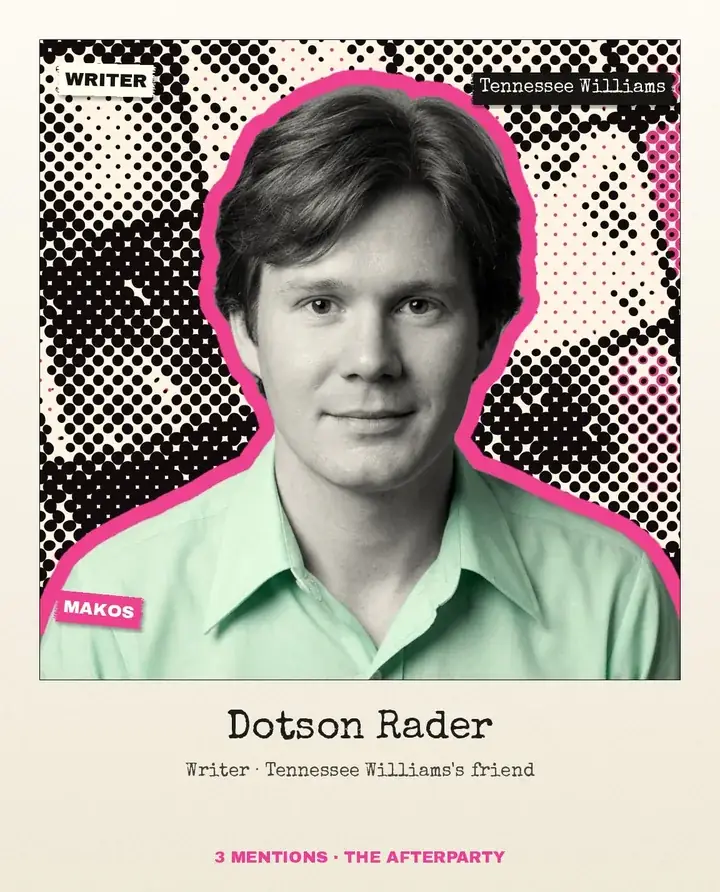 WRITER
Tennessee Williams
MAKOS
Dotson Rader
Writer · Tennessee Williams's friend
3 MENTIONS · THE AFTERPARTY